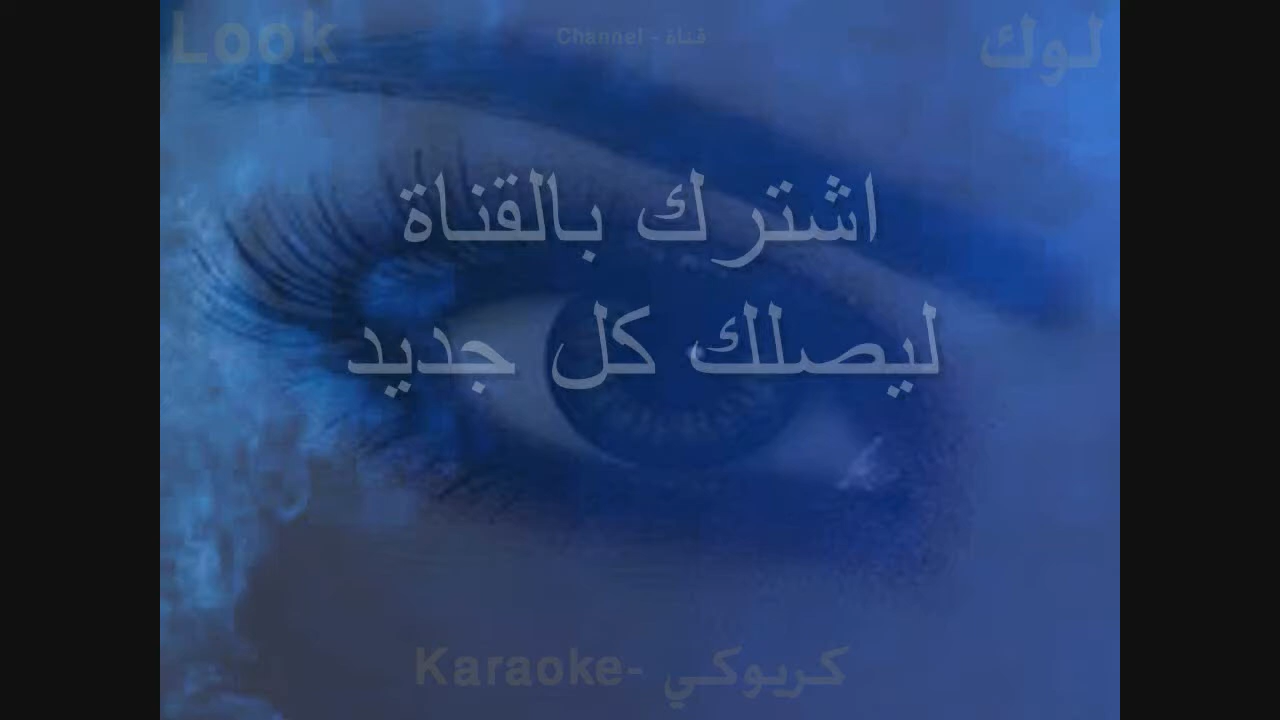 Look
Channel - قناة
لوك
اشترك بالقناة
ليصلك كل جديد
Karaoke- كريوكي